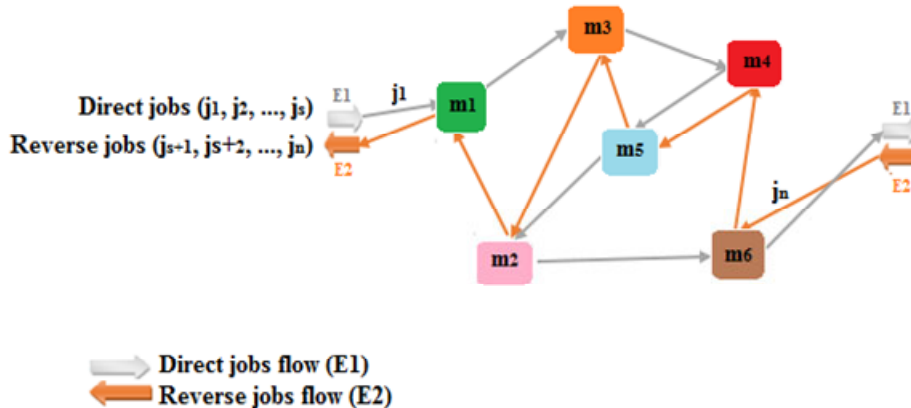 m3
m4
E1
j1
m1
E1
Direct jobs (j1, j2, ..., js)
Reverse jobs (js+1, js+2, ..., jn)
m5
E2
jn
E2
m2
m6
Direct jobs flow (E1)
Reverse jobs flow (E2)